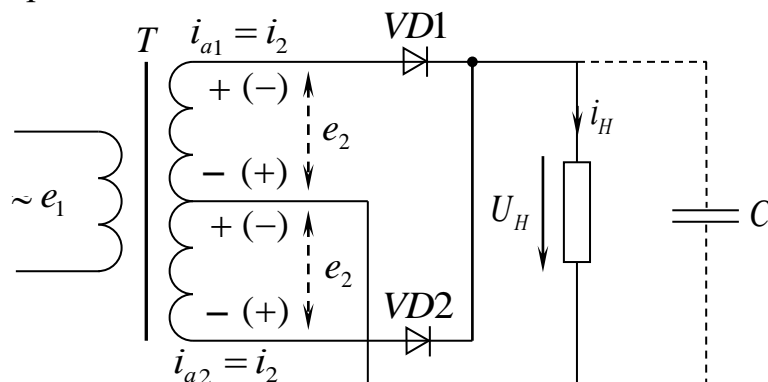 T
i_{a1} = i_2
VD1
+ (−)
e_2
− (+)
~ e_1
+ (−)
e_2
− (+)
VD2
i_{a2} = i_2
i_H
U_H
C